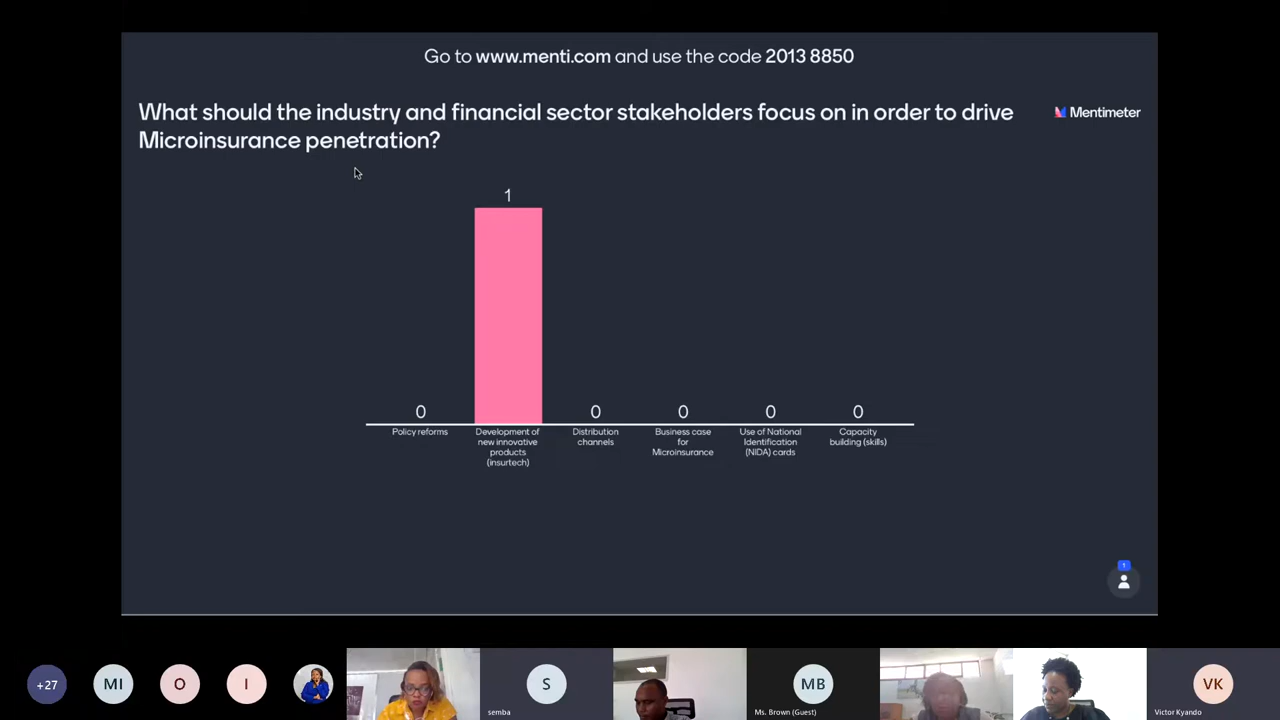 Go to www.menti.com and use the code 2013 8850
What should the industry and financial sector stakeholders focus on in order to drive
Microinsurance penetration?
Mentimeter
1
0
0
0
0
0
Policy reforms
Development of
new innovative
products
(insurtech)
Distribution
channels
Business case
for
Microinsurance
Use of National
Identification
(NIDA) cards
Capacity
building (skills)
1
+27
MI
O
I
S
semba
MB
Ms. Brown (Guest)
VK
Victor Kyando